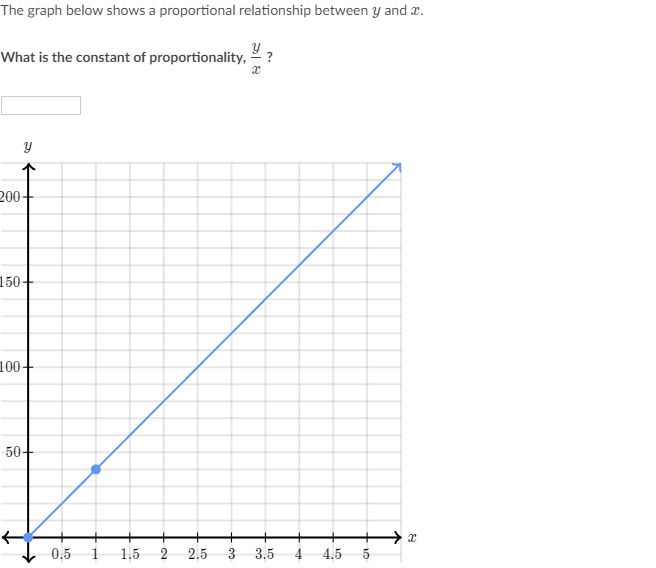 The graph below shows a proportional relationship between y and x.
What is the constant of proportionality, y/x ?
y
200
150
100
50
x
0.5 1 1.5 2 2.5 3 3.5 4 4.5 5